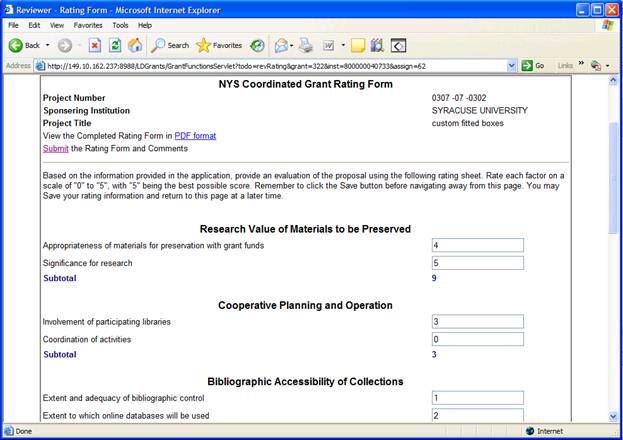 Reviewer - Rating Form - Microsoft Internet Explorer
File Edit View Favorites Tools Help
Back Search Favorites
Address http://149.10.162.237:8988/LDGrants/GrantFunctionsServlet?todo=revRating&grant=322&inst=800000040733&assign=62 Go Links »
NYS Coordinated Grant Rating Form
Project Number 0307 -07 -0302
Sponsering Institution SYRACUSE UNIVERSITY
Project Title custom fitted boxes
View the Completed Rating Form in PDF format
Submit the Rating Form and Comments
Based on the information provided in the application, provide an evaluation of the proposal using the following rating sheet. Rate each factor on a
scale of "0" to "5", with "5" being the best possible score. Remember to click the Save button before navigating away from this page. You may
Save your rating information and return to this page at a later time.
Research Value of Materials to be Preserved
Appropriateness of materials for preservation with grant funds 4
Significance for research 5
Subtotal 9
Cooperative Planning and Operation
Involvement of participating libraries 3
Coordination of activities 0
Subtotal 3
Bibliographic Accessibility of Collections
Extent and adequacy of bibliographic control 1
Extent to which online databases will be used 2
Done Internet